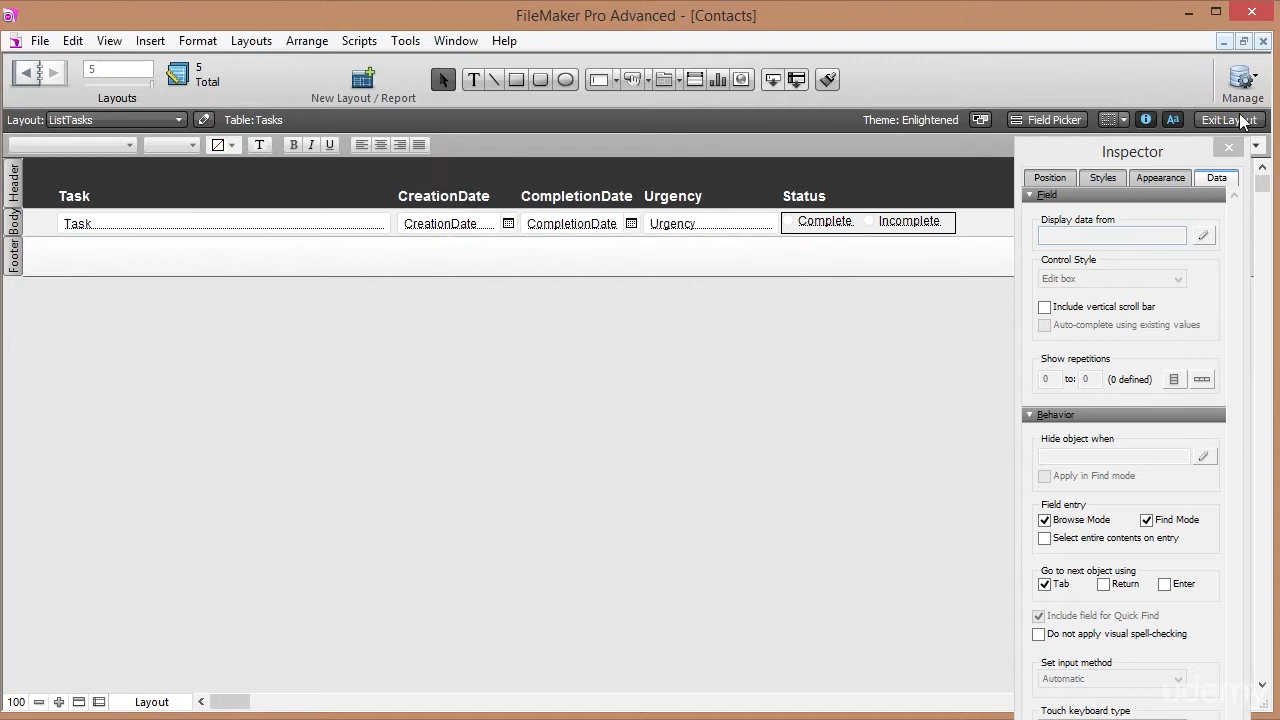 FileMaker Pro Advanced - [Contacts]
File Edit View Insert Format Layouts Arrange Scripts Tools Window Help
5
5
Total
Layouts
New Layout / Report
Manage
Layout: ListTasks
Table: Tasks
Theme: Enlightened
Field Picker
Aa
Exit Layout
T B I U
Inspector
Position Styles Appearance Data
Header
Body
Footer
Task CreationDate CompletionDate Urgency Status
Task CreationDate CompletionDate Urgency Complete Incomplete
Field
Display data from
Control Style
Edit box
Include vertical scroll bar
Auto-complete using existing values
Show repetitions
0 to: 0 (0 defined)
Behavior
Hide object when
Apply in Find mode
Field entry
Browse Mode Find Mode
Select entire contents on entry
Go to next object using
Tab Return Enter
Include field for Quick Find
Do not apply visual spell-checking
Set input method
Automatic
Touch keyboard type
100
Layout
udemy